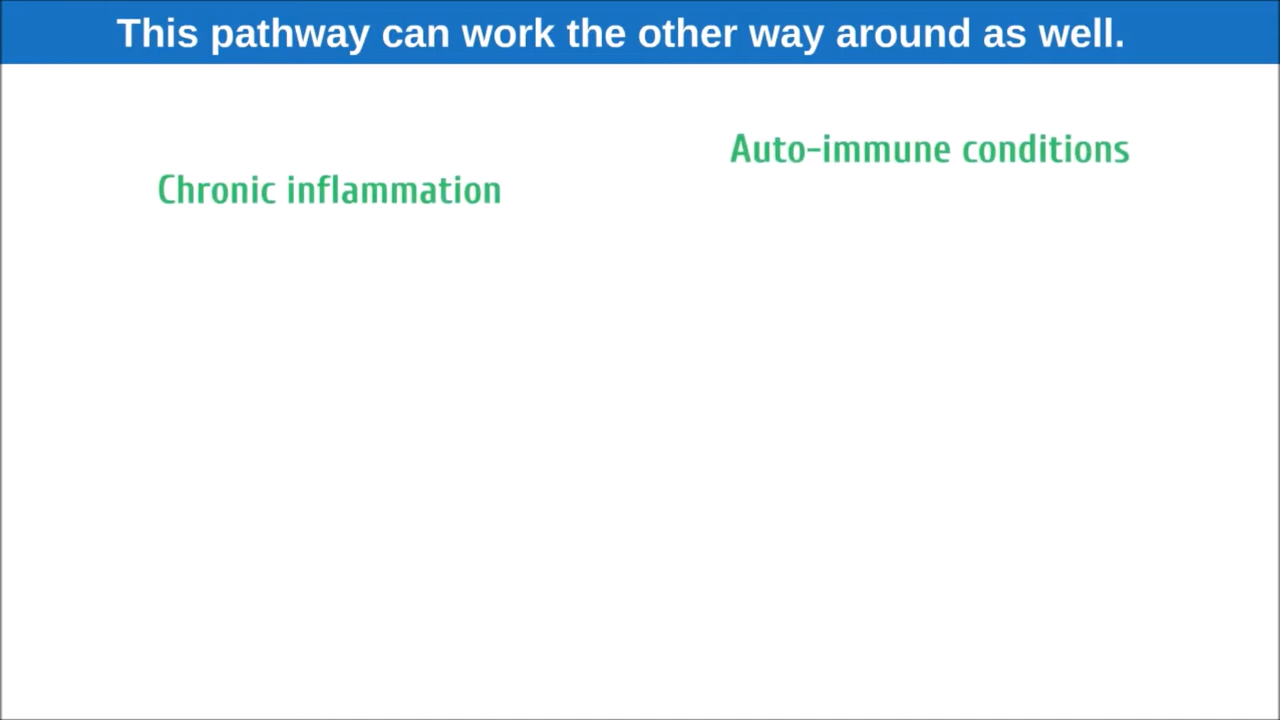 This pathway can work the other way around as well.
Auto-immune conditions
Chronic inflammation